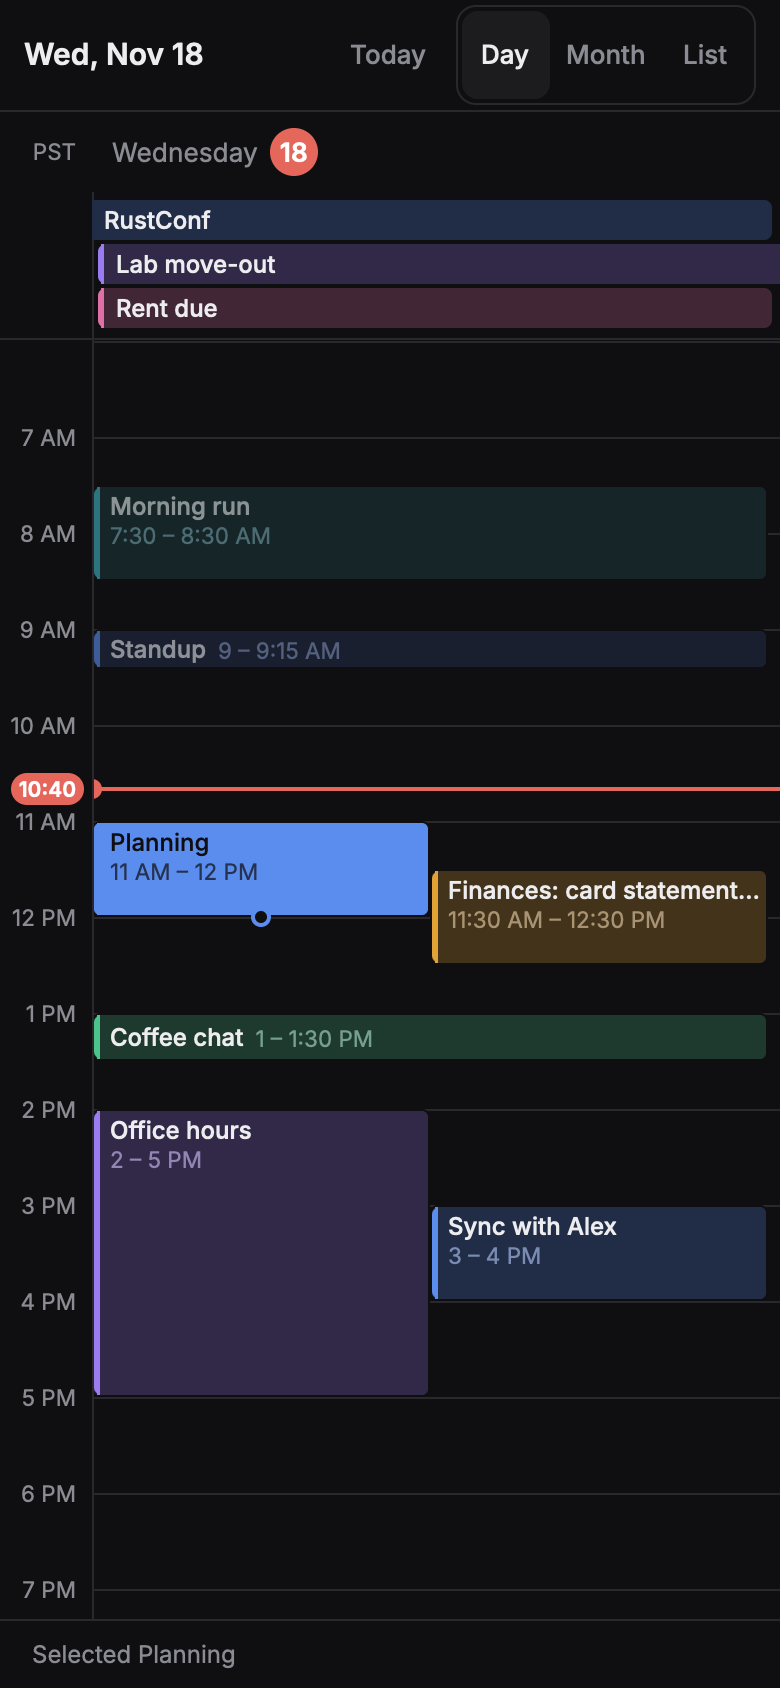 Wed, Nov 18
Today
Day
Month
List
PST
Wednesday 18
RustConf
Lab move-out
Rent due
7 AM
Morning run
7:30 – 8:30 AM
8 AM
9 AM
Standup 9 – 9:15 AM
10 AM
10:40
11 AM
Planning
11 AM – 12 PM
Finances: card statement...
11:30 AM – 12:30 PM
12 PM
1 PM
Coffee chat 1 – 1:30 PM
2 PM
Office hours
2 – 5 PM
3 PM
Sync with Alex
3 – 4 PM
4 PM
5 PM
6 PM
7 PM
Selected Planning